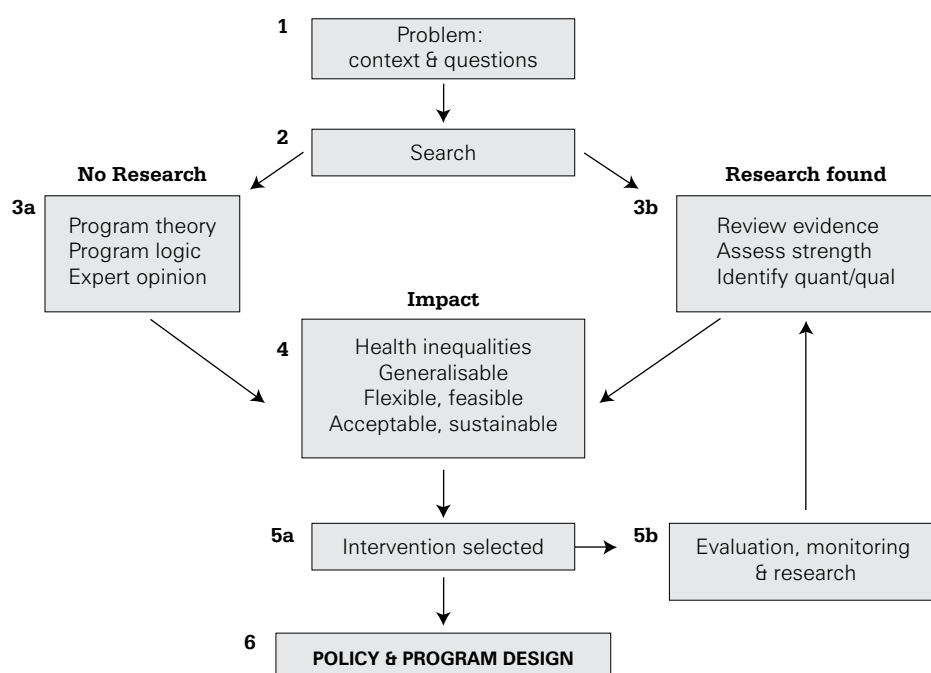 1
Problem:
context & questions
2
Search
No Research
Research found
3a
Program theory
Program logic
Expert opinion
3b
Review evidence
Assess strength
Identify quant/qual
Impact
4
Health inequalities
Generalisable
Flexible, feasible
Acceptable, sustainable
5a
Intervention selected
5b
Evaluation, monitoring
& research
6
POLICY & PROGRAM DESIGN